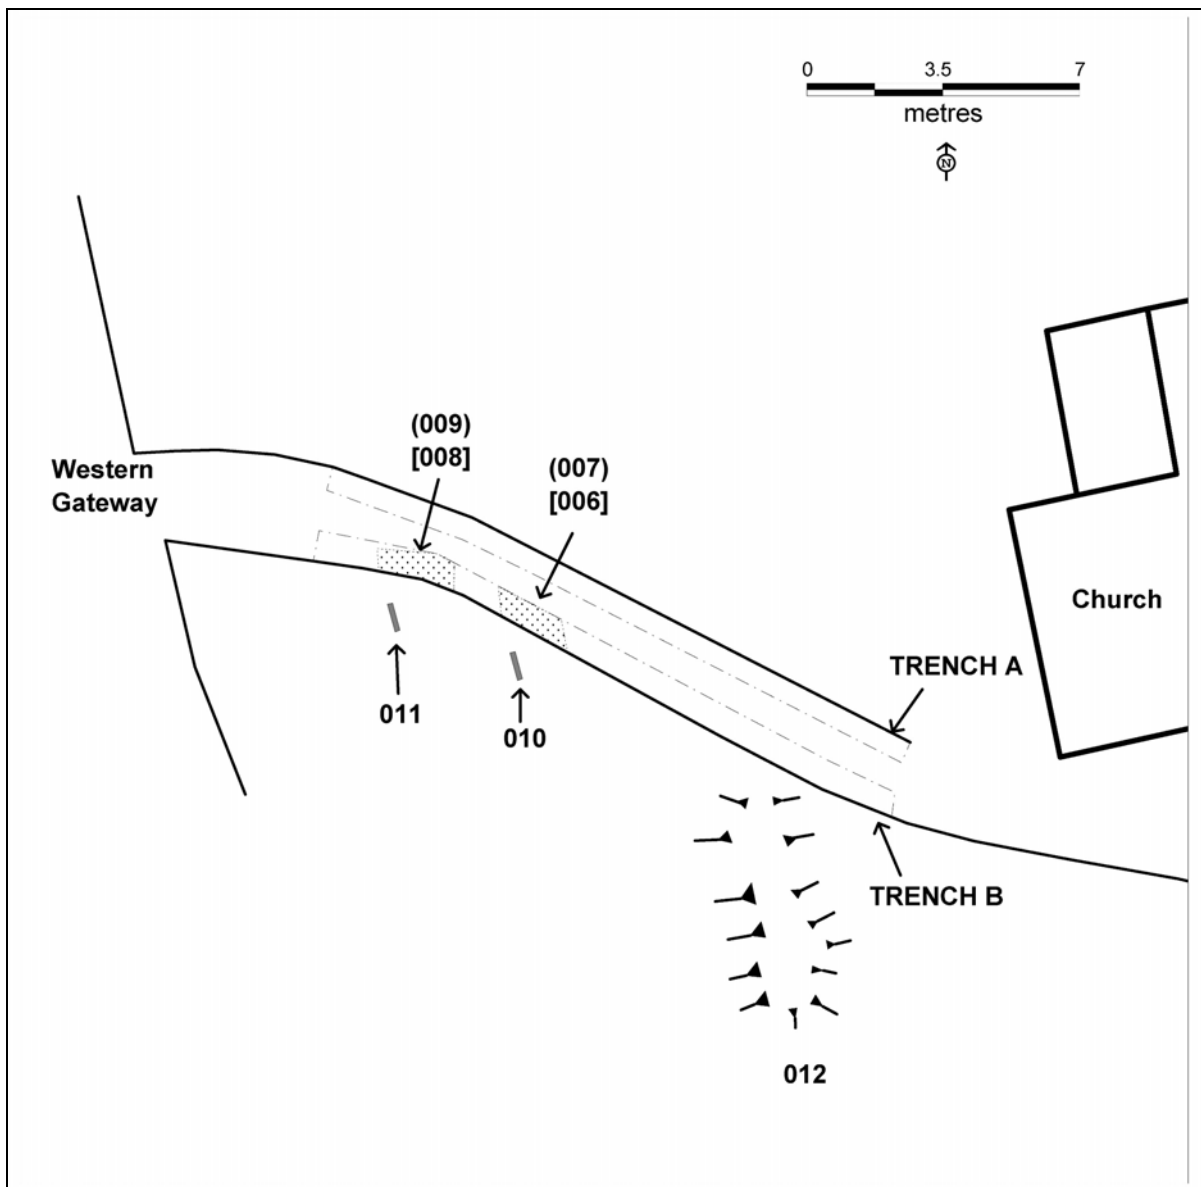 0 3.5 7
metres
N
(009)
[008]
(007)
[006]
Western
Gateway
Church
TRENCH A
011
010
TRENCH B
012